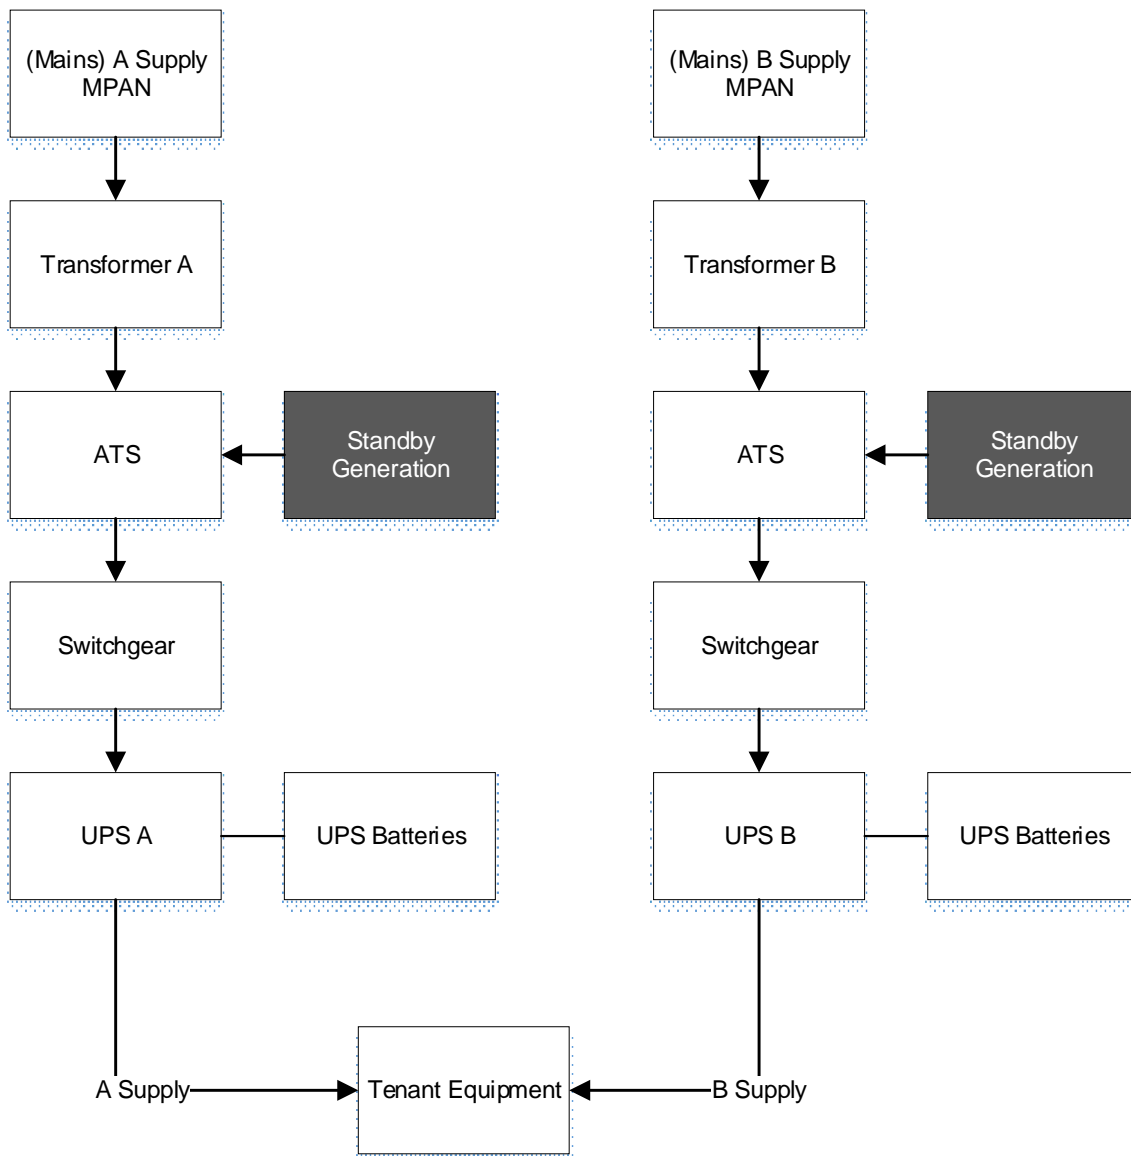 (Mains) A Supply
MPAN
(Mains) B Supply
MPAN
Transformer A
Transformer B
ATS
Standby
Generation
ATS
Standby
Generation
Switchgear
Switchgear
UPS A
UPS Batteries
UPS B
UPS Batteries
A Supply
Tenant Equipment
B Supply